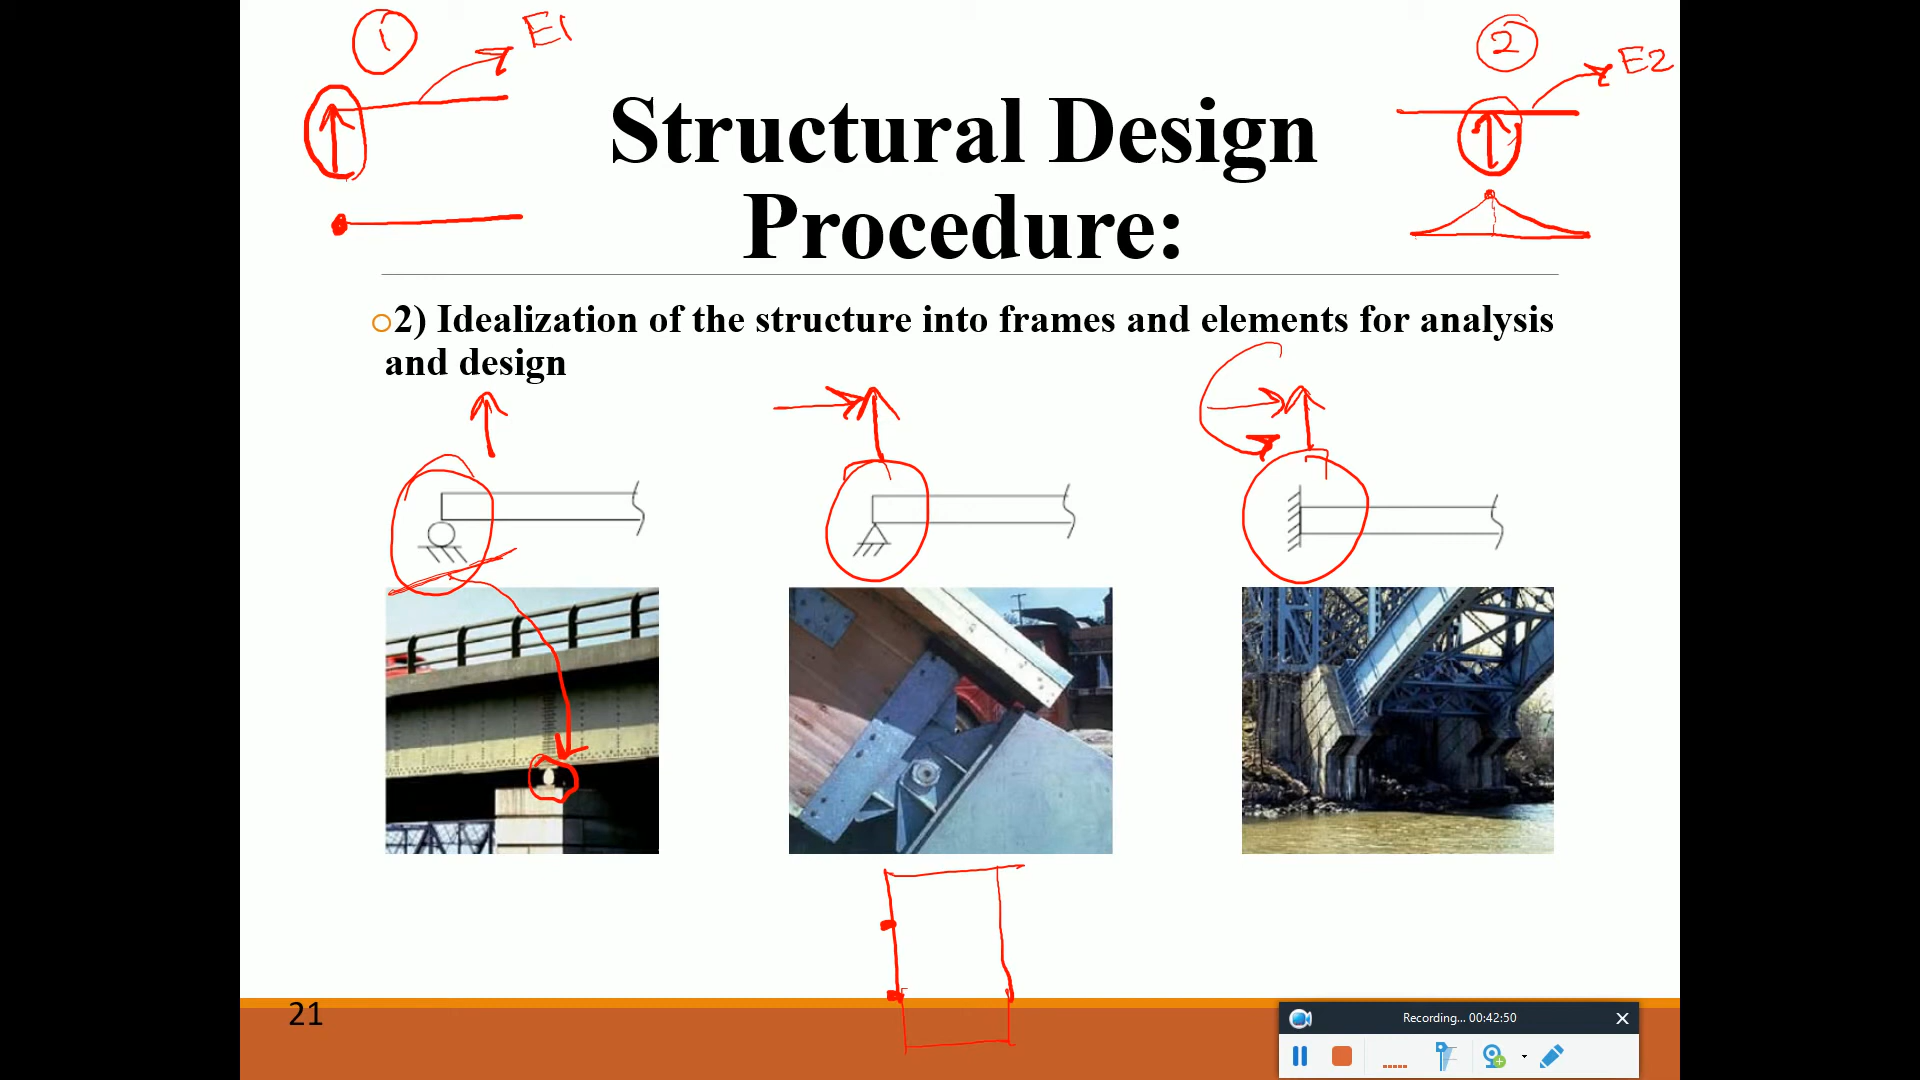 1
E1
2
E2
Structural Design
Procedure:
2) Idealization of the structure into frames and elements for analysis
and design
21
Recording... 00:42:50